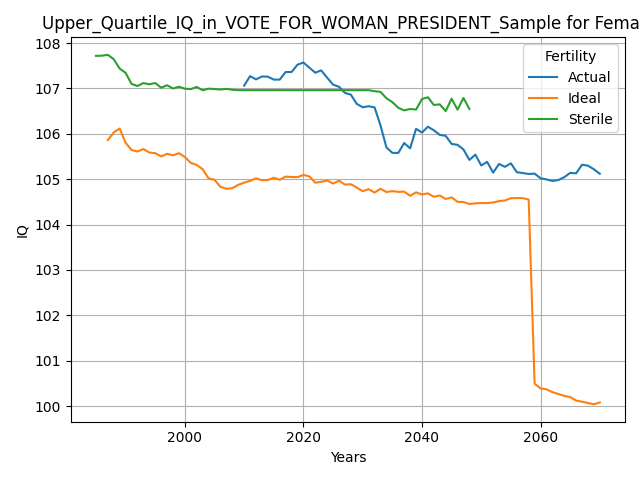 Upper_Quartile_IQ_in_VOTE_FOR_WOMAN_PRESIDENT_Sample for Fema
108
107
106
105
104
103
102
101
100
IQ
Fertility
Actual
Ideal
Sterile
2000 2020 2040 2060
Years